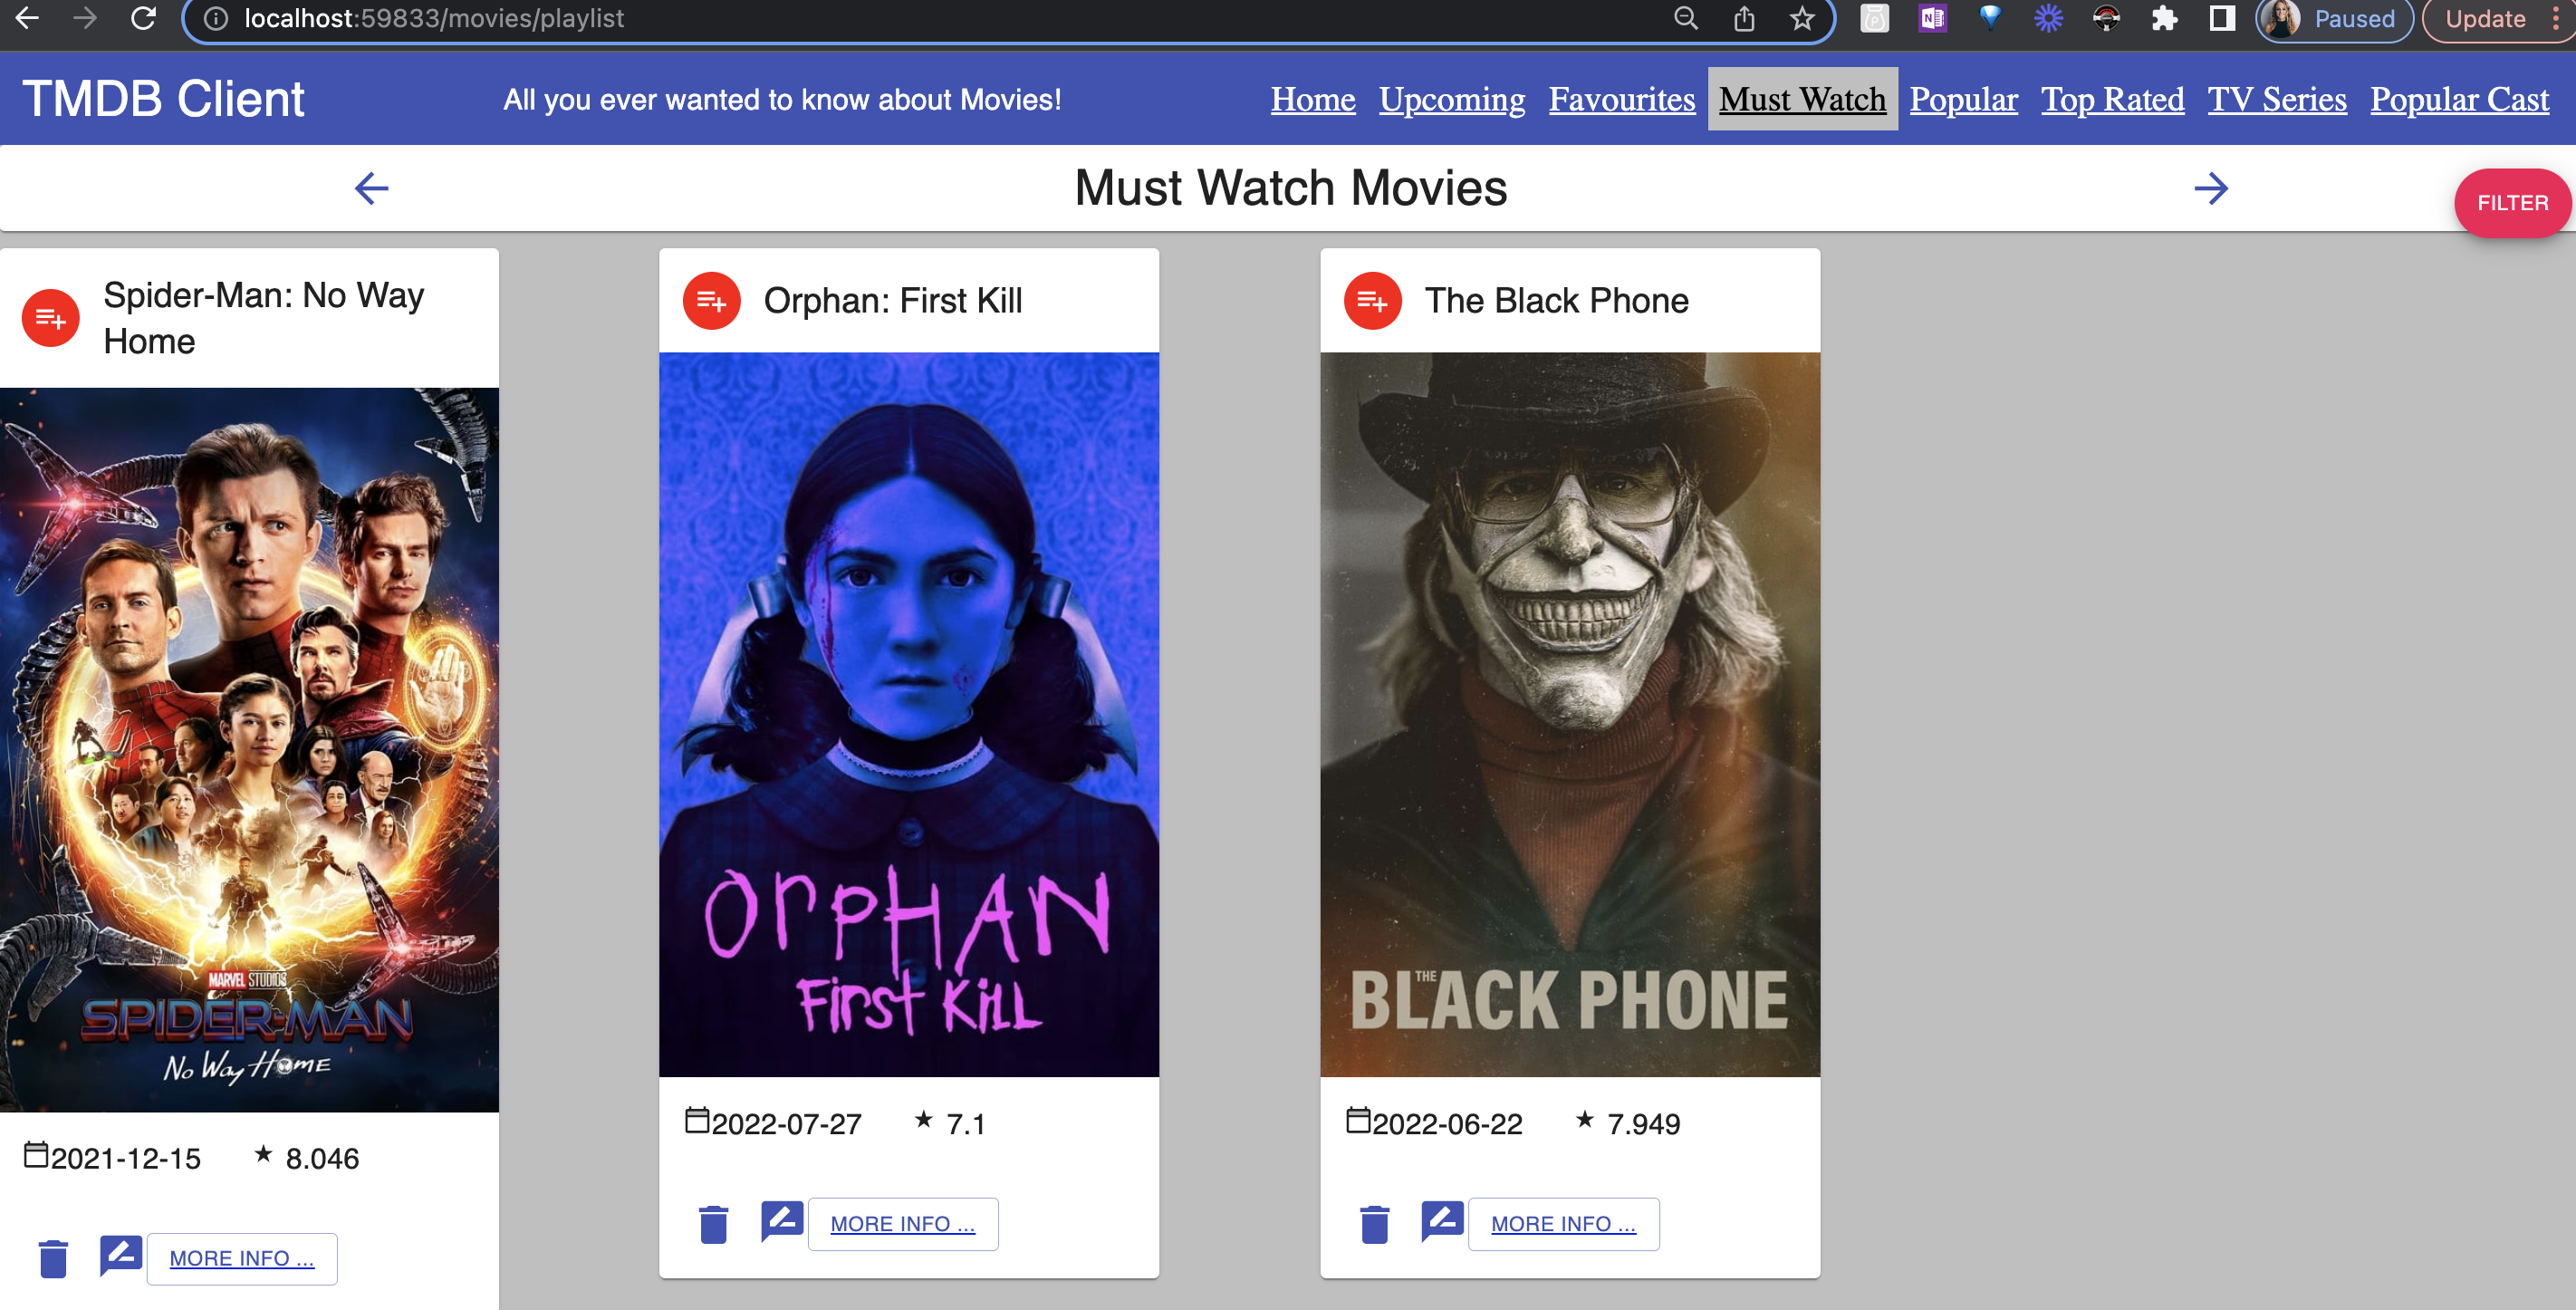 localhost:59833/movies/playlist
Paused
Update
TMDB Client
All you ever wanted to know about Movies!
Home Upcoming Favourites Must Watch Popular Top Rated TV Series Popular Cast
Must Watch Movies
FILTER
Spider-Man: No Way
Home
MARVEL STUDIOS
SPIDER-MAN
No Way Home
2021-12-15 ★ 8.046
MORE INFO ...
Orphan: First Kill
OrpHAN
First Kill
2022-07-27 ★ 7.1
MORE INFO ...
The Black Phone
THE
BLACK PHONE
2022-06-22 ★ 7.949
MORE INFO ...